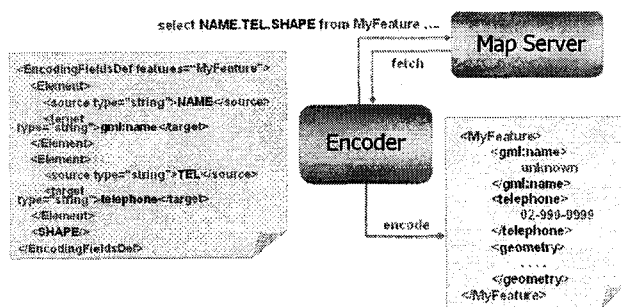 select NAME.TEL.SHAPE from MyFeature ....
Map Server
fetch
<EncodingFieldsDef features="MyFeature">
<Element>
<source type="string">NAME</source>
<target
type="string">gml:name</target>
</Element>
<Element>
<source type="string">TEL</source>
<target
type="string">telephone</target>
</Element>
<SHAPE/>
</EncodingFieldsDef>
Encoder
encode
<MyFeature>
<gml:name>
unknown
</gml:name>
<telephone>
02-990-9999
</telephone>
<geometry>
....
</geometry>
</MyFeature>